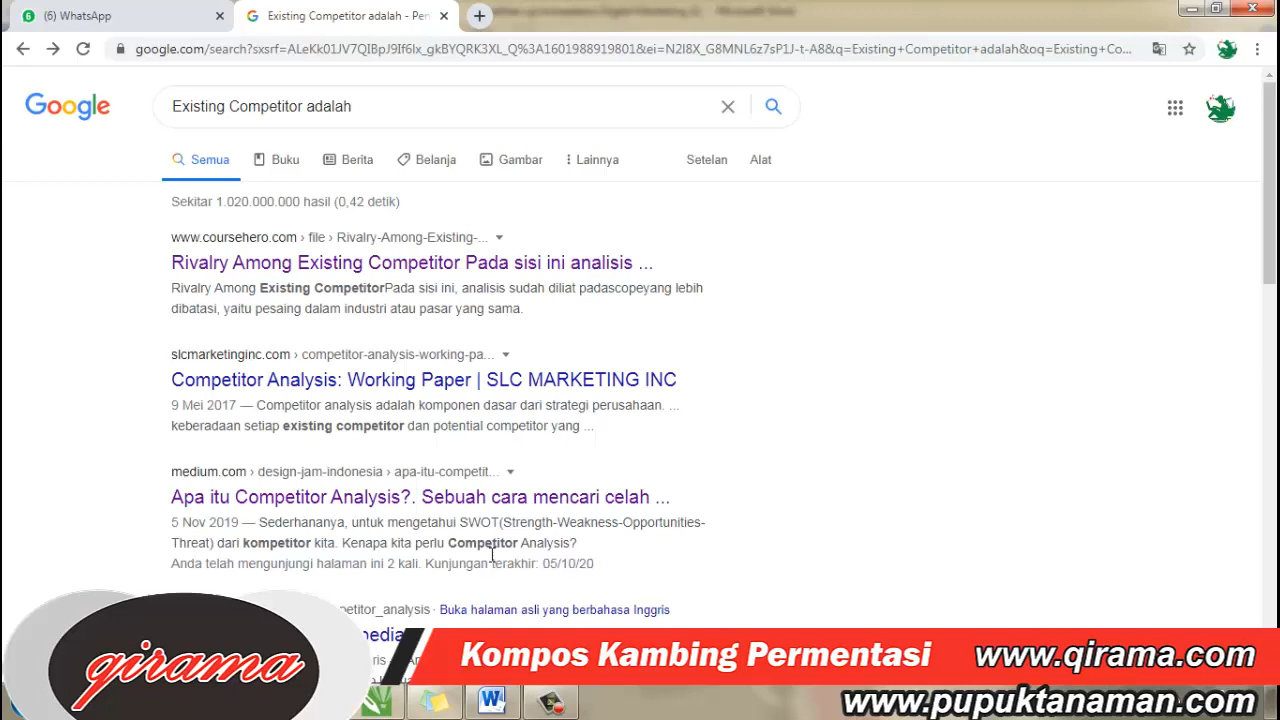 (6) WhatsApp
Existing Competitor adalah - Pen
google.com/search?sxsrf=ALeKk01JV7QIBpJ9If6Ix_gkBYQRK3XL_Q%3A1601988919801&ei=N2l8X_G8MNL6z7sP1J-t-A8&q=Existing+Competitor+adalah&oq=Existing+Co...
Google
Existing Competitor adalah
Semua Buku Berita Belanja Gambar Lainnya Setelan Alat
Sekitar 1.020.000.000 hasil (0,42 detik)
www.coursehero.com › file › Rivalry-Among-Existing-...
Rivalry Among Existing Competitor Pada sisi ini analisis ...
Rivalry Among Existing CompetitorPada sisi ini, analisis sudah diliat padascopeyang lebih
dibatasi, yaitu pesaing dalam industri atau pasar yang sama.
slcmarketinginc.com › competitor-analysis-working-pa...
Competitor Analysis: Working Paper | SLC MARKETING INC
9 Mei 2017 — Competitor analysis adalah komponen dasar dari strategi perusahaan. ...
keberadaan setiap existing competitor dan potential competitor yang ...
medium.com › design-jam-indonesia › apa-itu-competit...
Apa itu Competitor Analysis?. Sebuah cara mencari celah ...
5 Nov 2019 — Sederhananya, untuk mengetahui SWOT(Strength-Weakness-Opportunities-
Threat) dari kompetitor kita. Kenapa kita perlu Competitor Analysis?
Anda telah mengunjungi halaman ini 2 kali. Kunjungan terakhir: 05/10/20
petitor_analysis · Buka halaman asli yang berbahasa Inggris
pedia
qirama
Kompos Kambing Permentasi www.qirama.com
www.pupuktanaman.com